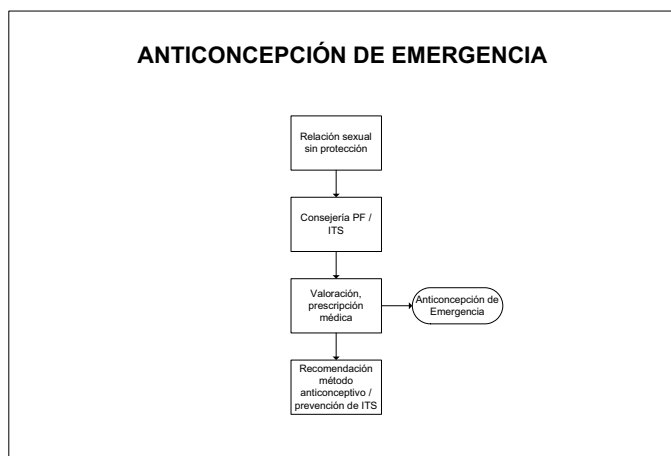 ANTICONCEPCIÓN DE EMERGENCIA
Relación sexual
sin protección
Consejería PF /
ITS
Valoración,
prescripción
médica
Anticoncepción de
Emergencia
Recomendación
método
anticonceptivo /
prevención de ITS